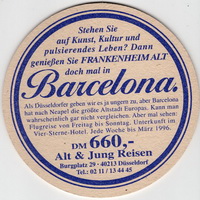 Stehen Sie
auf Kunst, Kultur und
pulsierendes Leben? Dann
genießen Sie FRANKENHEIM ALT
doch mal in
Barcelona.
Als Düsseldorfer geben wir es ja ungern zu, aber Barcelona
hat nach Neapel die größte Altstadt Europas. Kann man
wahrscheinlich gar nicht vergleichen. Aber mal sehen:
Flugreise von Freitag bis Sonntag. Unterkunft im
Vier-Sterne-Hotel. Jede Woche bis März 1996.
DM 660,-
Alt & Jung Reisen
Burgplatz 29 · 40213 Düsseldorf
Tel.: 02 11 / 13 44 45